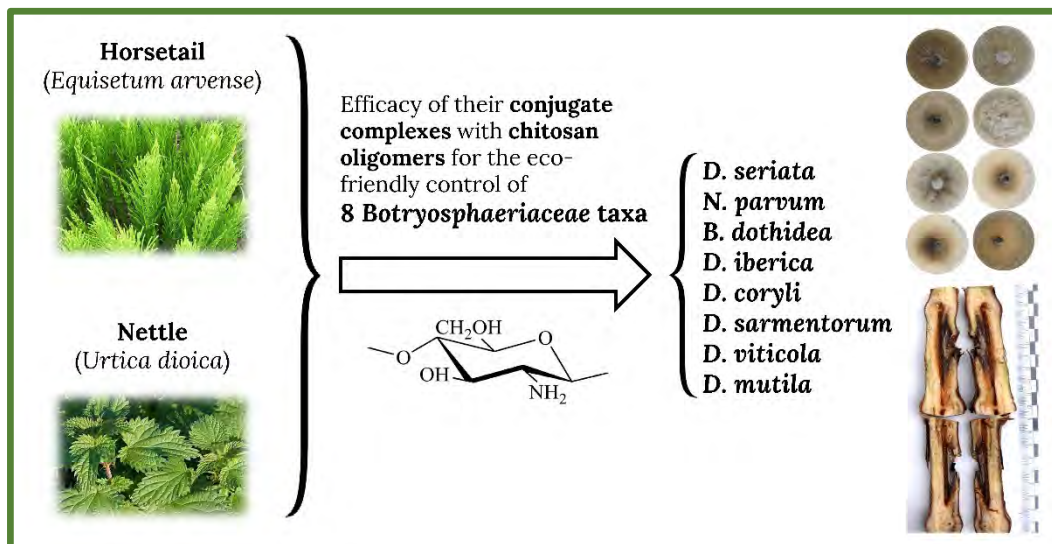 Horsetail
(Equisetum arvense)
Nettle
(Urtica dioica)
Efficacy of their conjugate
complexes with chitosan
oligomers for the eco-
friendly control of
8 Botryosphaeriaceae taxa
CH₂OH
O
O
HO
NH₂
D. seriata
N. parvum
B. dothidea
D. iberica
D. coryli
D. sarmentorum
D. viticola
D. mutila